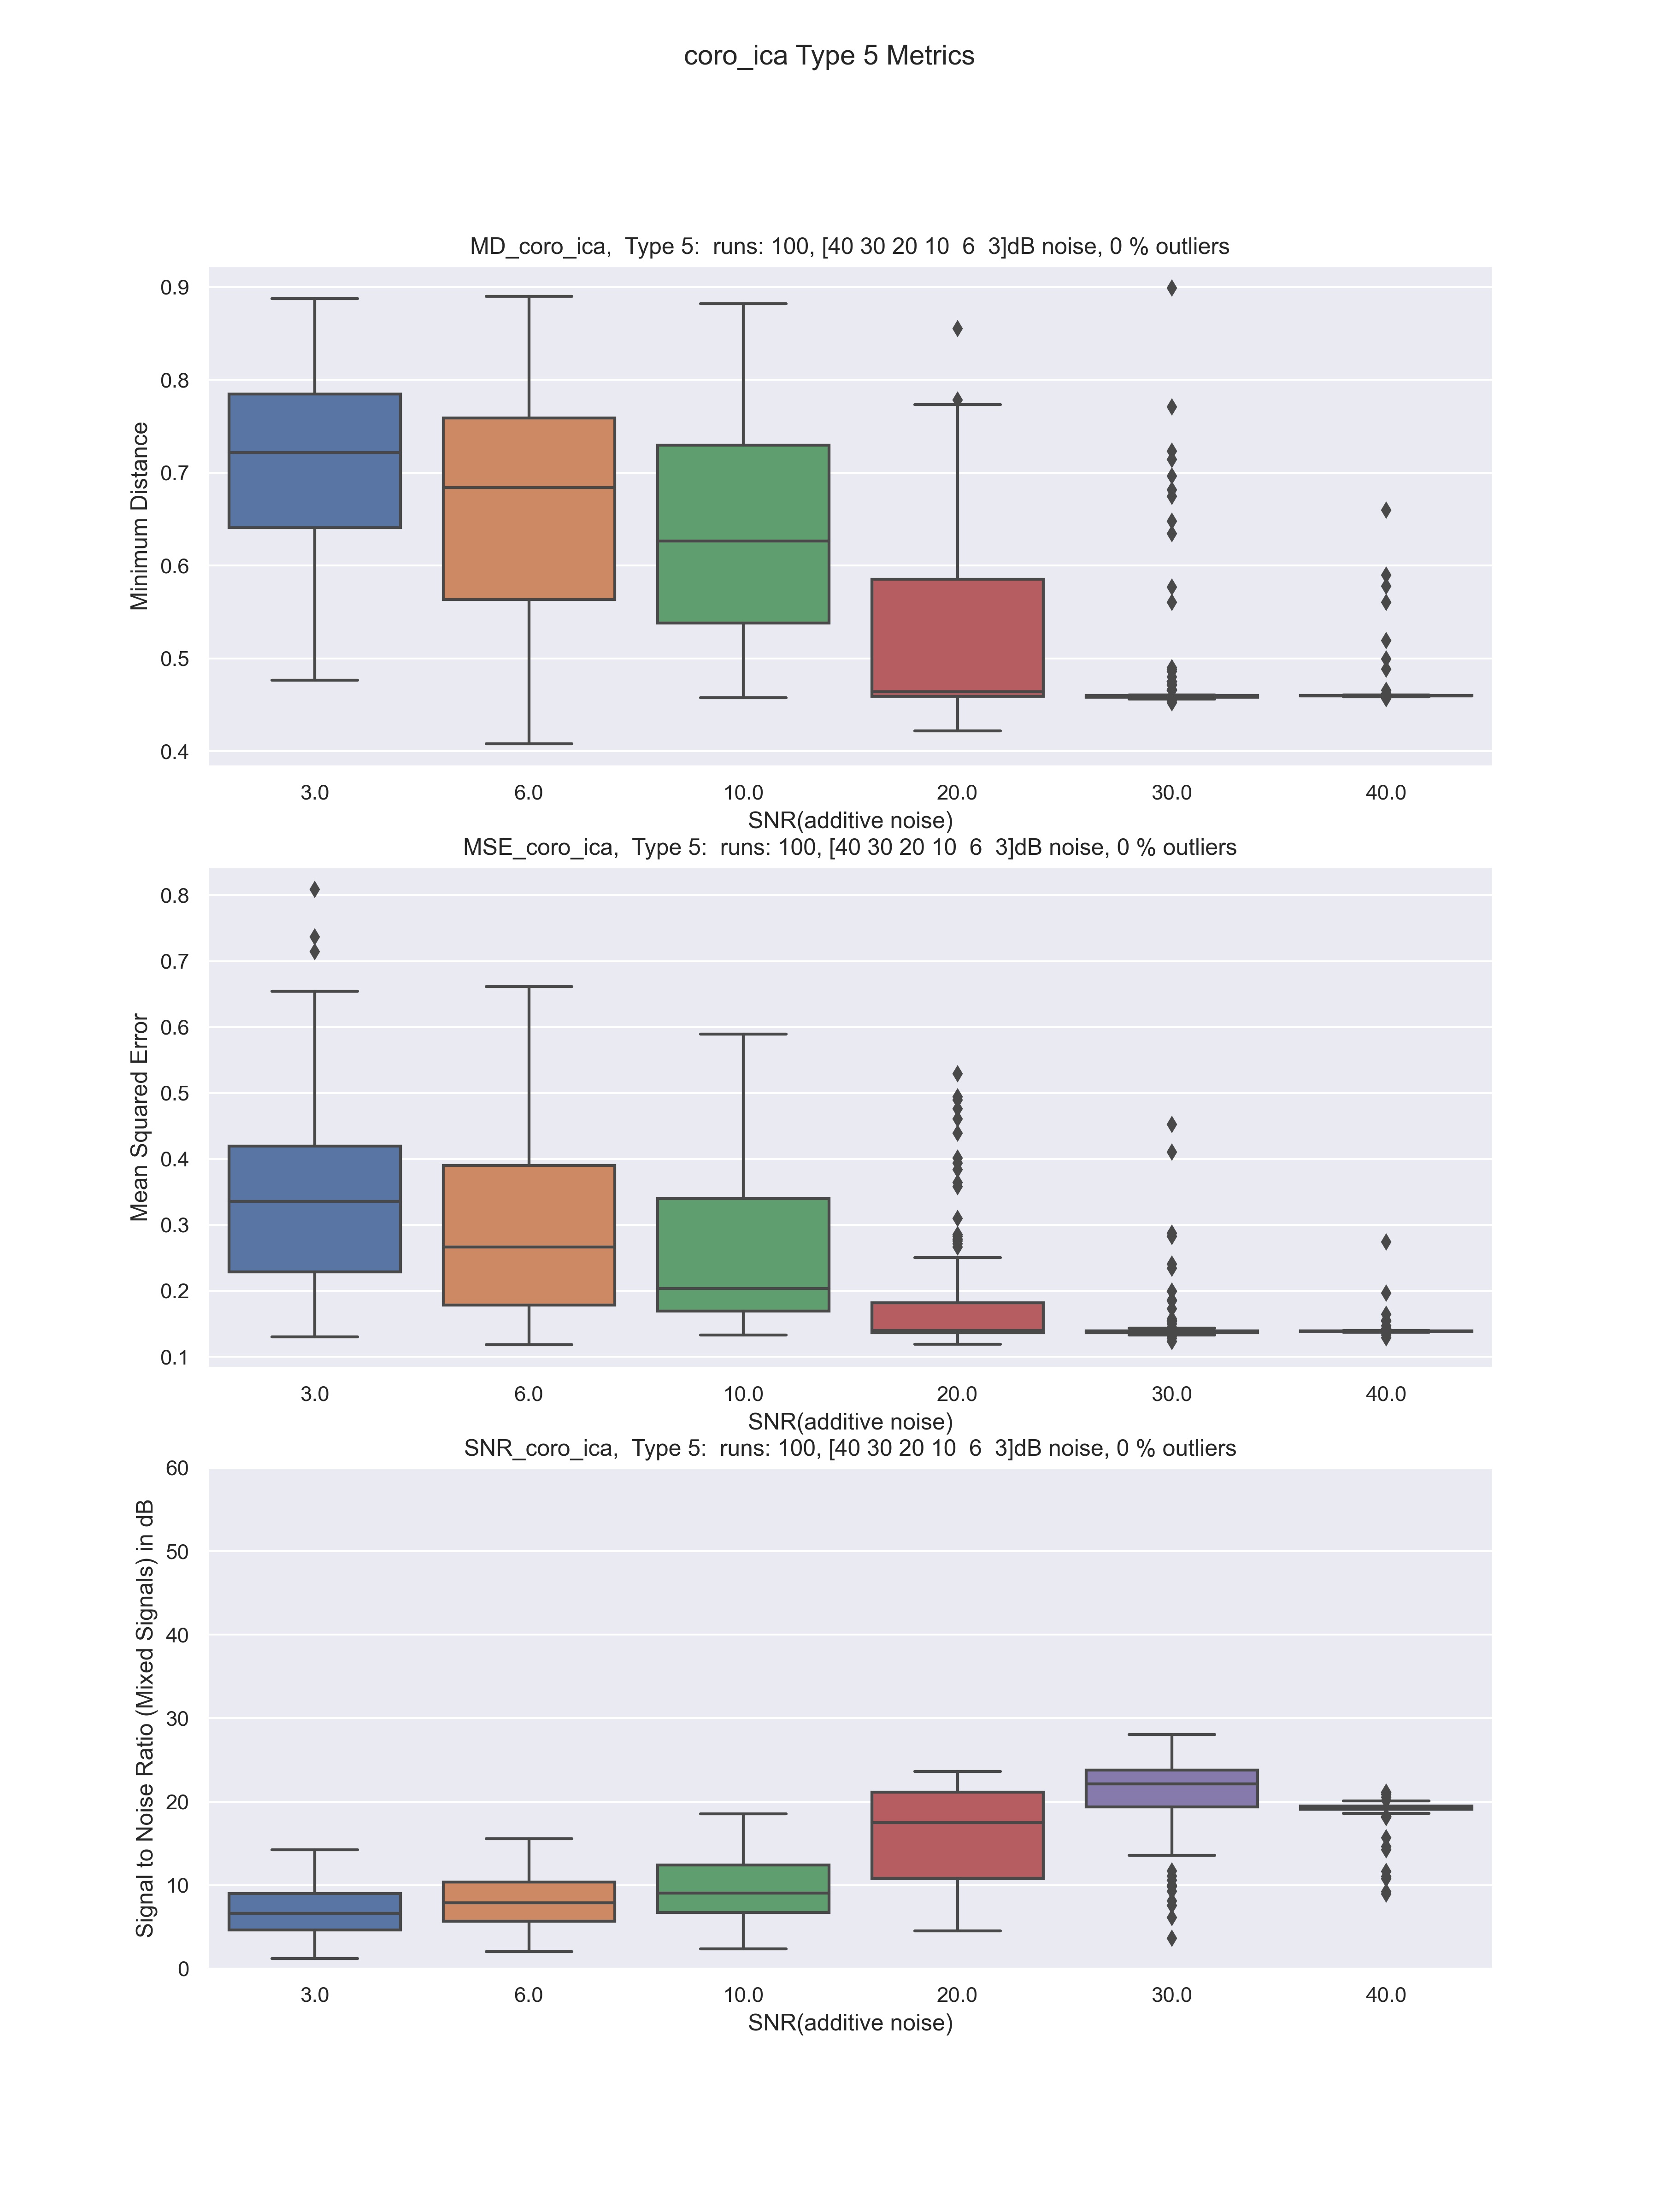 coro_ica Type 5 Metrics
MD_coro_ica,  Type 5:  runs: 100, [40 30 20 10  6  3]dB noise, 0 % outliers
Minimum Distance
0.9
0.8
0.7
0.6
0.5
0.4
3.0 6.0 10.0 20.0 30.0 40.0
SNR(additive noise)
MSE_coro_ica,  Type 5:  runs: 100, [40 30 20 10  6  3]dB noise, 0 % outliers
Mean Squared Error
0.8
0.7
0.6
0.5
0.4
0.3
0.2
0.1
3.0 6.0 10.0 20.0 30.0 40.0
SNR(additive noise)
SNR_coro_ica,  Type 5:  runs: 100, [40 30 20 10  6  3]dB noise, 0 % outliers
Signal to Noise Ratio (Mixed Signals) in dB
60
50
40
30
20
10
0
3.0 6.0 10.0 20.0 30.0 40.0
SNR(additive noise)